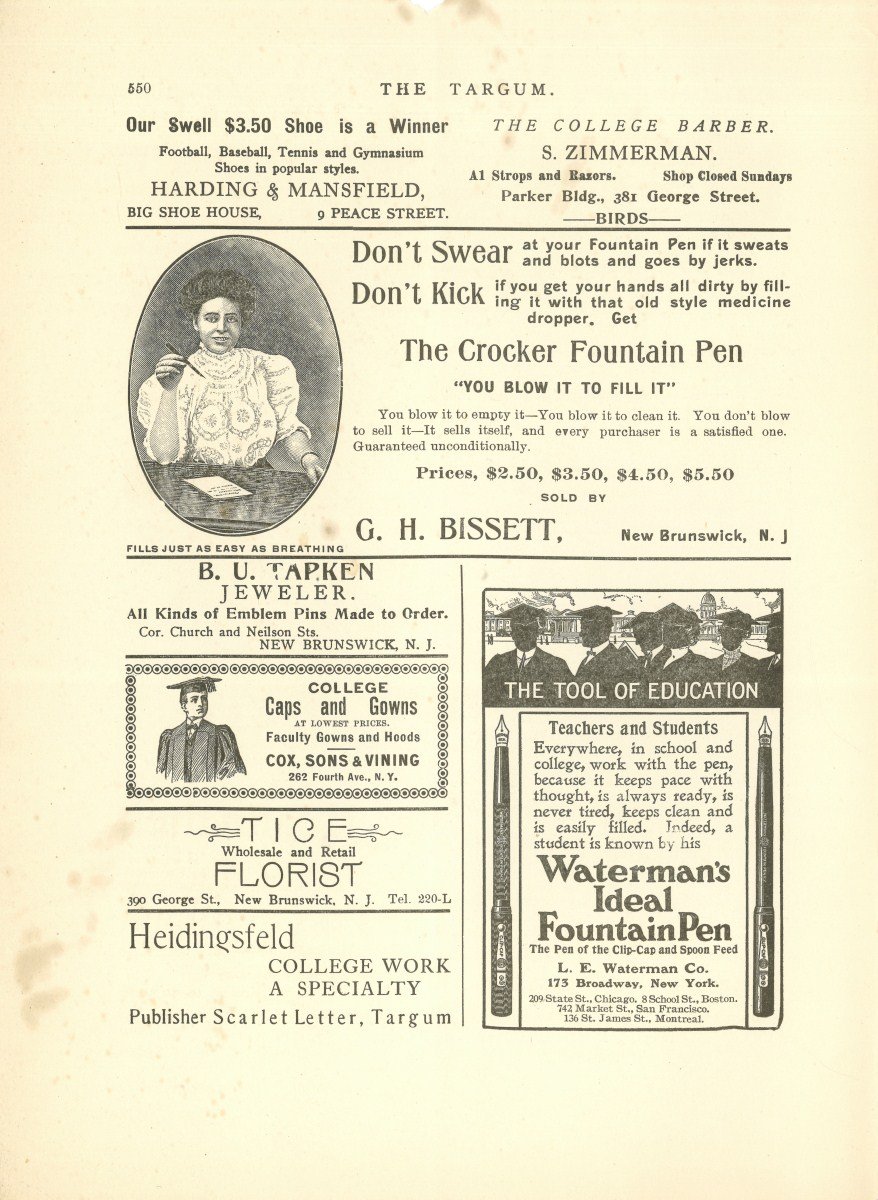 550
THE TARGUM.
Our Swell $3.50 Shoe is a Winner
Football, Baseball, Tennis and Gymnasium
Shoes in popular styles.
HARDING & MANSFIELD,
BIG SHOE HOUSE, 9 PEACE STREET.
THE COLLEGE BARBER.
S. ZIMMERMAN.
A1 Strops and Razors. Shop Closed Sundays
Parker Bldg., 381 George Street.
——BIRDS——
Don't Swear at your Fountain Pen if it sweats
and blots and goes by jerks.
Don't Kick if you get your hands all dirty by fill-
ing it with that old style medicine
dropper. Get
The Crocker Fountain Pen
"YOU BLOW IT TO FILL IT"
You blow it to empty it—You blow it to clean it. You don't blow
to sell it—It sells itself, and every purchaser is a satisfied one.
Guaranteed unconditionally.
Prices, $2.50, $3.50, $4.50, $5.50
SOLD BY
G. H. BISSETT, New Brunswick, N. J
FILLS JUST AS EASY AS BREATHING
B. U. TAPKEN
JEWELER.
All Kinds of Emblem Pins Made to Order.
Cor. Church and Neilson Sts.
NEW BRUNSWICK, N. J.
COLLEGE
Caps and Gowns
AT LOWEST PRICES.
Faculty Gowns and Hoods
COX, SONS & VINING
262 Fourth Ave., N. Y.
TICE
Wholesale and Retail
FLORIST
390 George St., New Brunswick, N. J. Tel. 220-L
Heidingsfeld
COLLEGE WORK
A SPECIALTY
Publisher Scarlet Letter, Targum
THE TOOL OF EDUCATION
Teachers and Students
Everywhere, in school and
college, work with the pen,
because it keeps pace with
thought, is always ready, is
never tired, keeps clean and
is easily filled. Indeed, a
student is known by his
Waterman's
Ideal
Fountain Pen
The Pen of the Clip-Cap and Spoon Feed
L. E. Waterman Co.
173 Broadway, New York.
209 State St., Chicago. 8 School St., Boston.
742 Market St., San Francisco.
136 St. James St., Montreal.